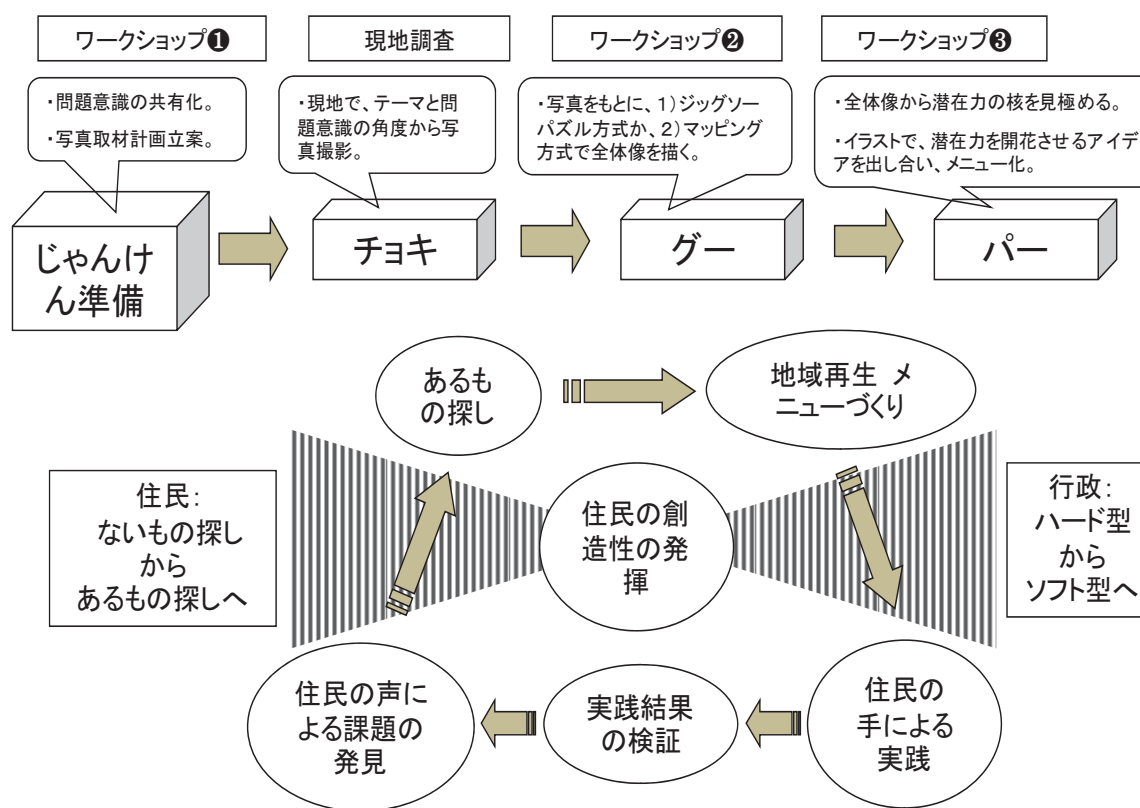 ワークショップ❶
現地調査
ワークショップ❷
ワークショップ❸
・問題意識の共有化。
・写真取材計画立案。
・現地で、テーマと問
題意識の角度から写
真撮影。
・写真をもとに、1）ジッグソー
パズル方式か、2）マッピング
方式で全体像を描く。
・全体像から潜在力の核を見極める。
・イラストで、潜在力を開花させるアイデ
アを出し合い、メニュー化。
じゃんけ
ん準備
チョキ
グー
パー
あるも
の探し
地域再生 メ
ニューづくり
住民：
ないもの探し
から
あるもの探しへ
住民の創
造性の発
揮
行政：
ハード型
から
ソフト型へ
住民の声に
よる課題の
発見
実践結果
の検証
住民の
手による
実践